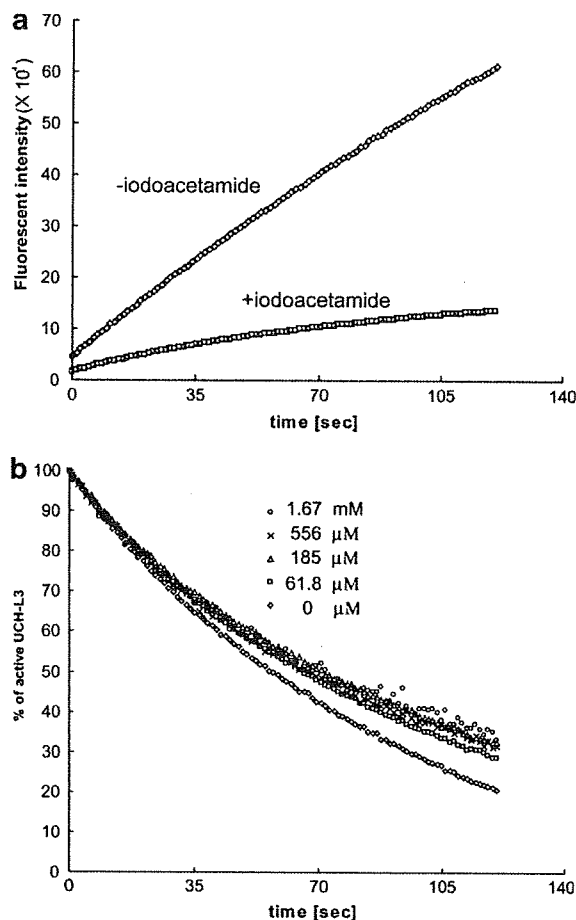 a
Fluorescent intensity (X 10⁴)
70
60
50
40
30
20
10
0
-iodoacetamide
+iodoacetamide
0 35 70 105 140
time [sec]
b
% of active UCH-L3
100
90
80
70
60
50
40
30
20
10
0
1.67 mM
556 μM
185 μM
61.8 μM
0 μM
0 35 70 105 140
time [sec]